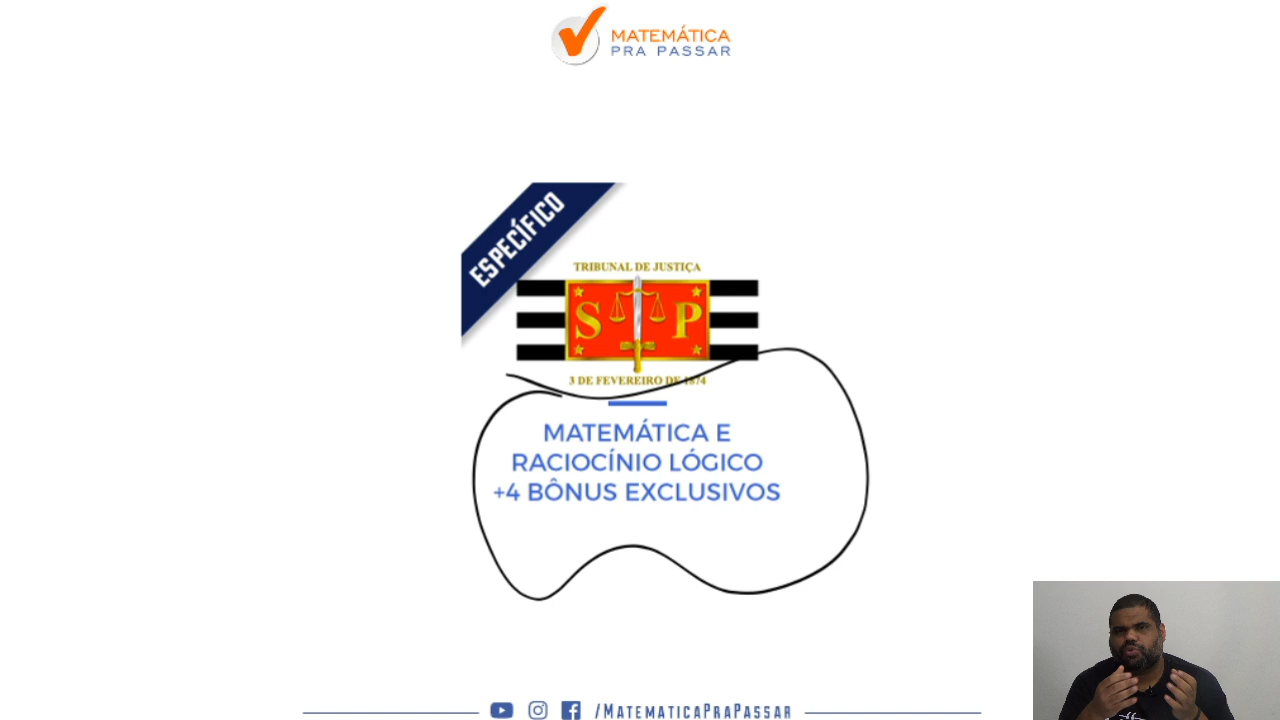 MATEMÁTICA
PRA PASSAR
ESPECÍFICO
TRIBUNAL DE JUSTIÇA
S P
3 DE FEVEREIRO DE 1874
MATEMÁTICA E
RACIOCÍNIO LÓGICO
+4 BÔNUS EXCLUSIVOS
/MATEMATICAPRAPASSAR